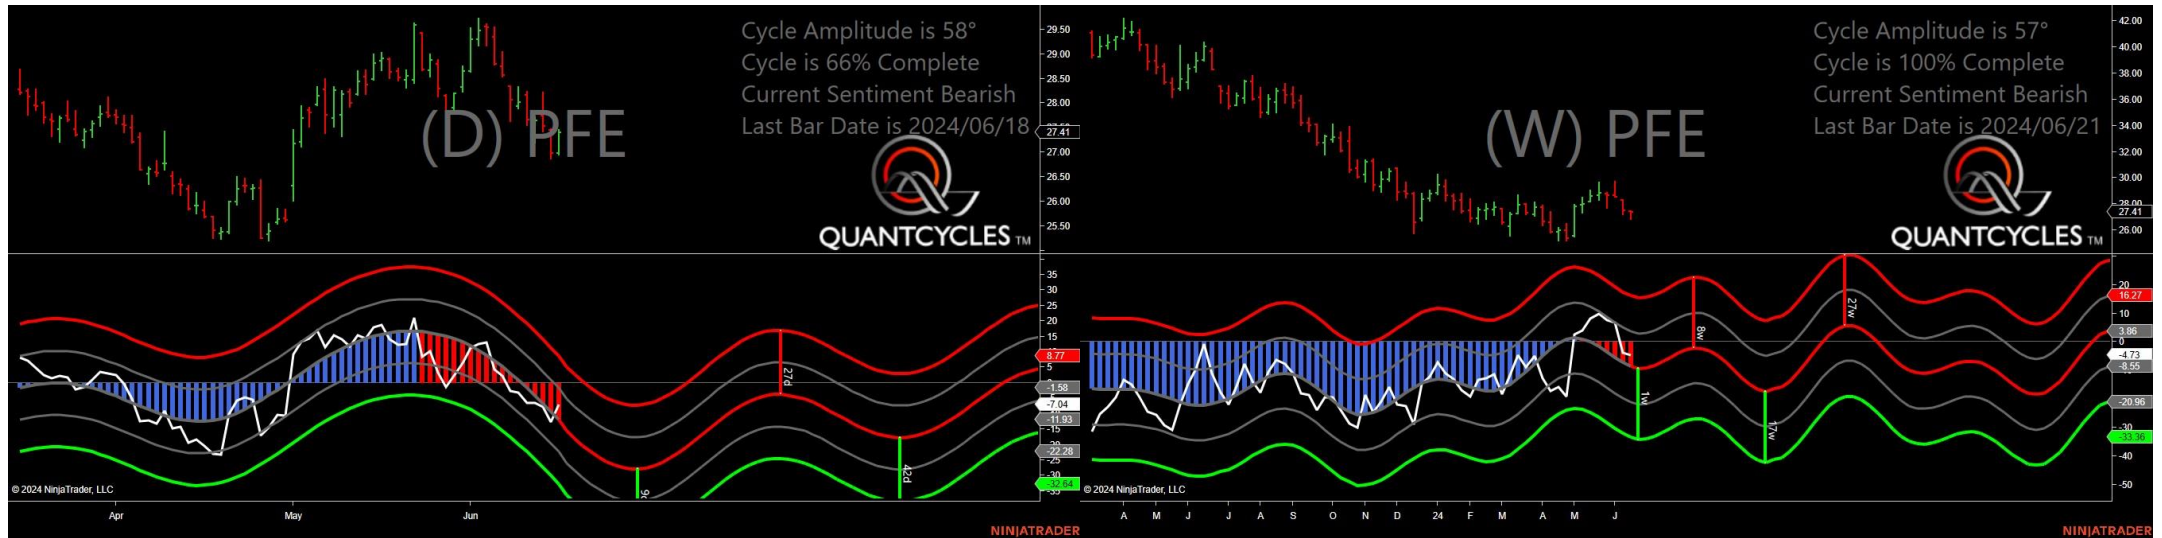 Cycle Amplitude is 58°
Cycle is 66% Complete
Current Sentiment Bearish
Last Bar Date is 2024/06/18
(D) PFE
QUANTCYCLES TM
29.50
29.00
28.50
28.00
27.41
27.00
26.50
26.00
25.50
35
30
25
20
15
8.77
5
-1.58
-7.04
-11.93
-15
-22.28
-25
-32.64
27d
42d
© 2024 NinjaTrader, LLC
Apr
May
Jun
NINJATRADER
Cycle Amplitude is 57°
Cycle is 100% Complete
Current Sentiment Bearish
Last Bar Date is 2024/06/21
(W) PFE
QUANTCYCLES TM
42.00
40.00
38.00
36.00
34.00
32.00
30.00
28.00
27.41
26.00
20
16.27
10
3.86
0
-4.73
-8.55
-20.96
-30
-33.36
-40
-50
8w
27w
1w
17w
© 2024 NinjaTrader, LLC
A M J J A S O N D 24 F M A M J
NINJATRADER